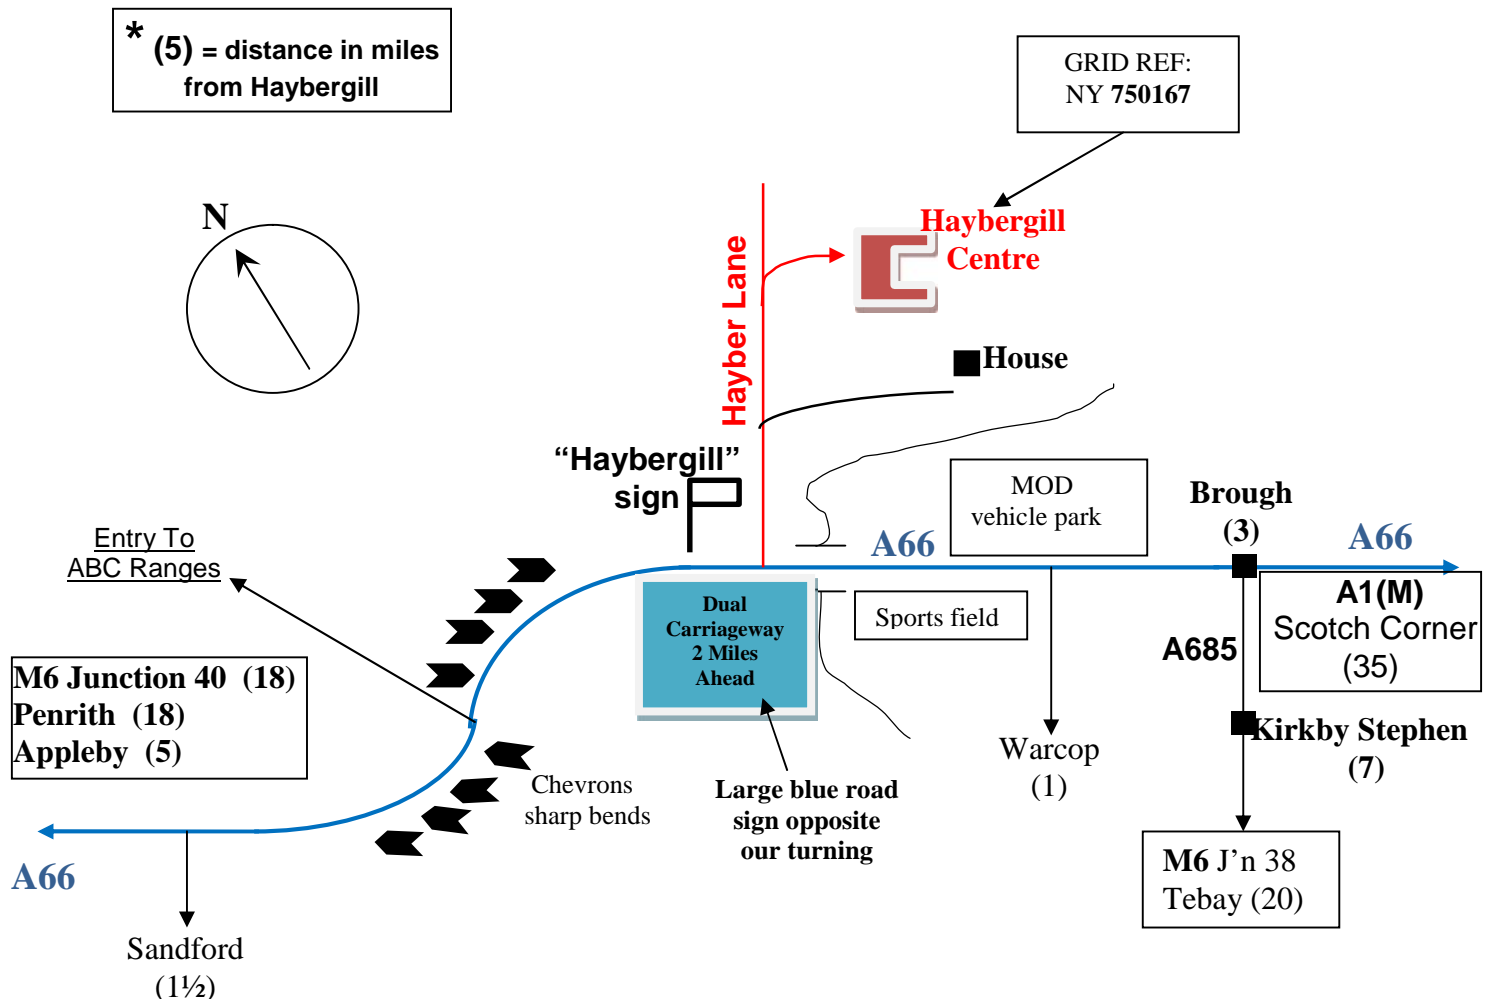 * (5) = distance in miles
from Haybergill
GRID REF:
NY 750167
N
Haybergill
Centre
Hayber Lane
House
“Haybergill”
sign
MOD
vehicle park
Brough
(3)
A66
A66
Entry To
ABC Ranges
Dual
Carriageway
2 Miles
Ahead
Sports field
A1(M)
Scotch Corner
(35)
A685
M6 Junction 40 (18)
Penrith (18)
Appleby (5)
Kirkby Stephen
(7)
Warcop
(1)
Chevrons
sharp bends
Large blue road
sign opposite
our turning
A66
M6 J’n 38
Tebay (20)
Sandford
(1½)